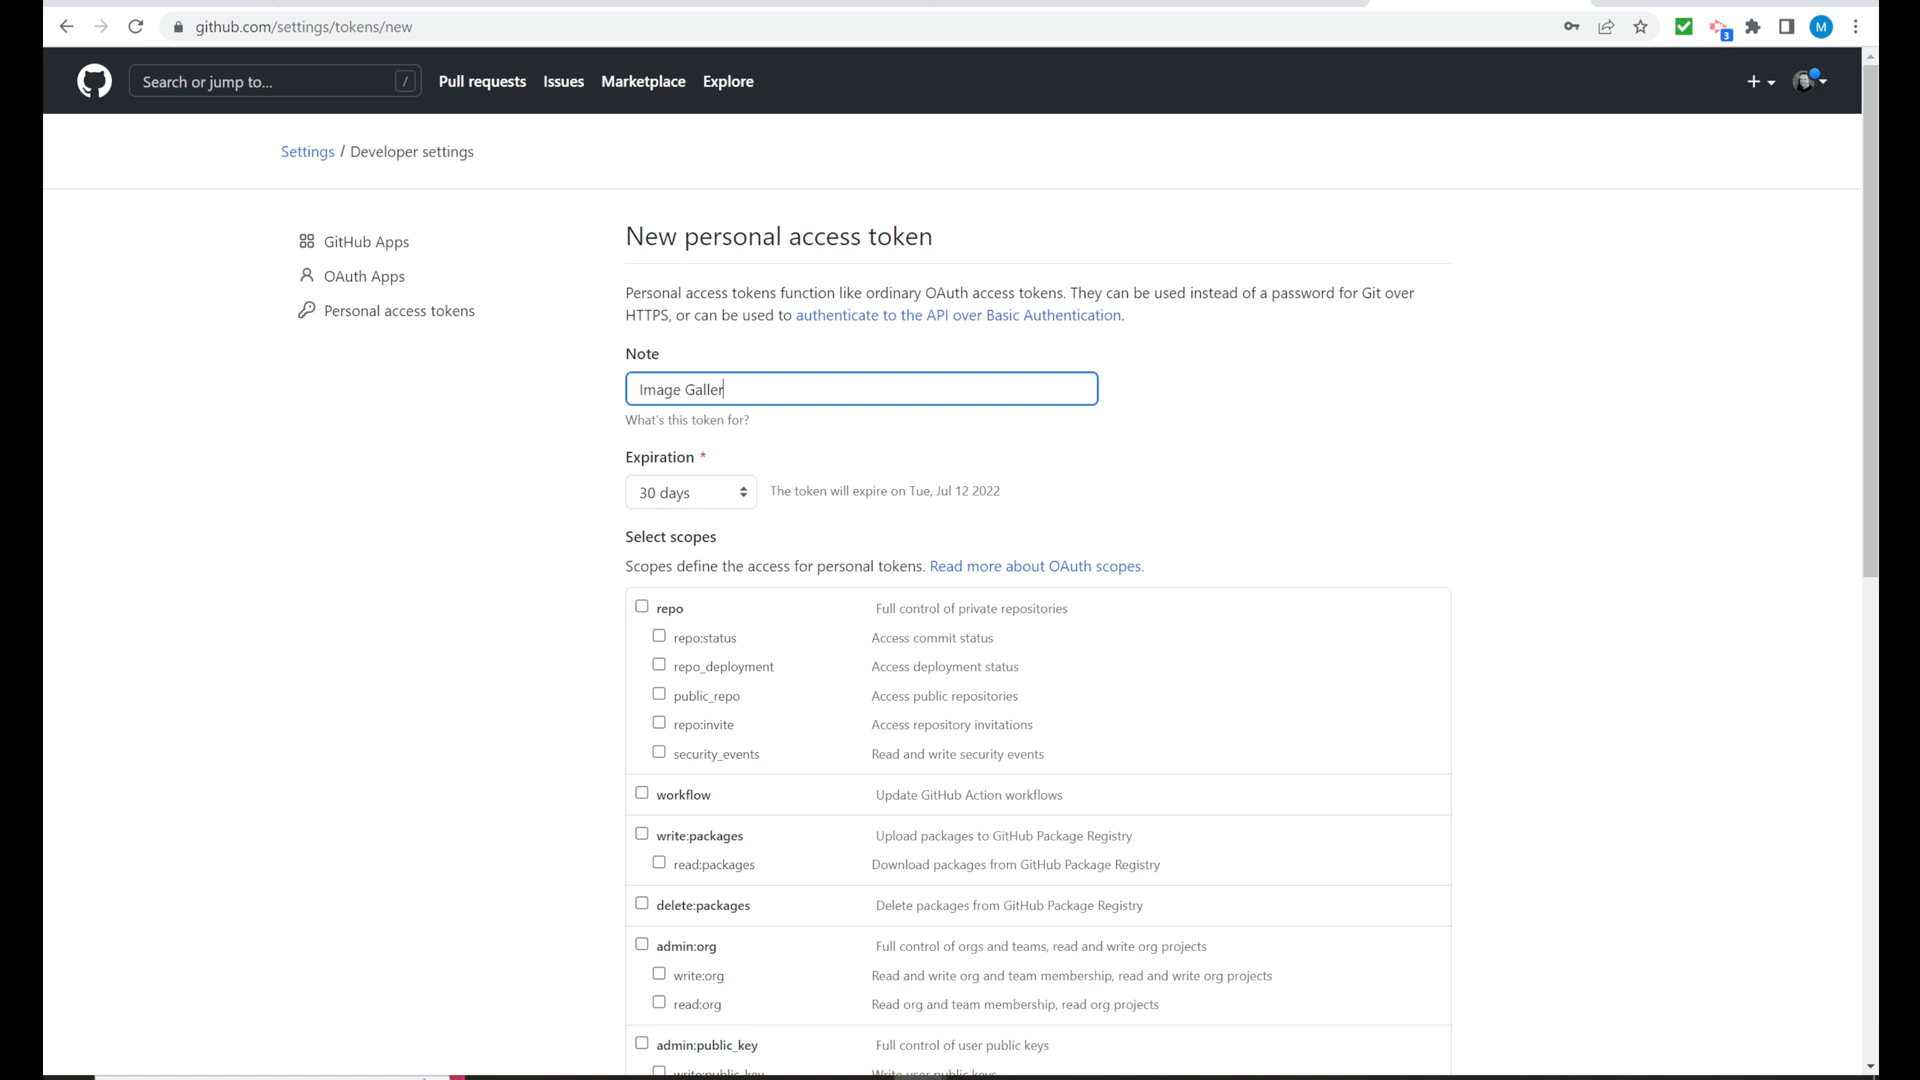 github.com/settings/tokens/new
3
M
Search or jump to...
/
Pull requests
Issues
Marketplace
Explore
+
Settings / Developer settings
GitHub Apps
OAuth Apps
Personal access tokens
New personal access token
Personal access tokens function like ordinary OAuth access tokens. They can be used instead of a password for Git over
HTTPS, or can be used to authenticate to the API over Basic Authentication.
Note
Image Galler
What's this token for?
Expiration *
30 days
The token will expire on Tue, Jul 12 2022
Select scopes
Scopes define the access for personal tokens. Read more about OAuth scopes.
repo Full control of private repositories
repo:status Access commit status
repo_deployment Access deployment status
public_repo Access public repositories
repo:invite Access repository invitations
security_events Read and write security events
workflow Update GitHub Action workflows
write:packages Upload packages to GitHub Package Registry
read:packages Download packages from GitHub Package Registry
delete:packages Delete packages from GitHub Package Registry
admin:org Full control of orgs and teams, read and write org projects
write:org Read and write org and team membership, read and write org projects
read:org Read org and team membership, read org projects
admin:public_key Full control of user public keys
write:public_key Write user public keys